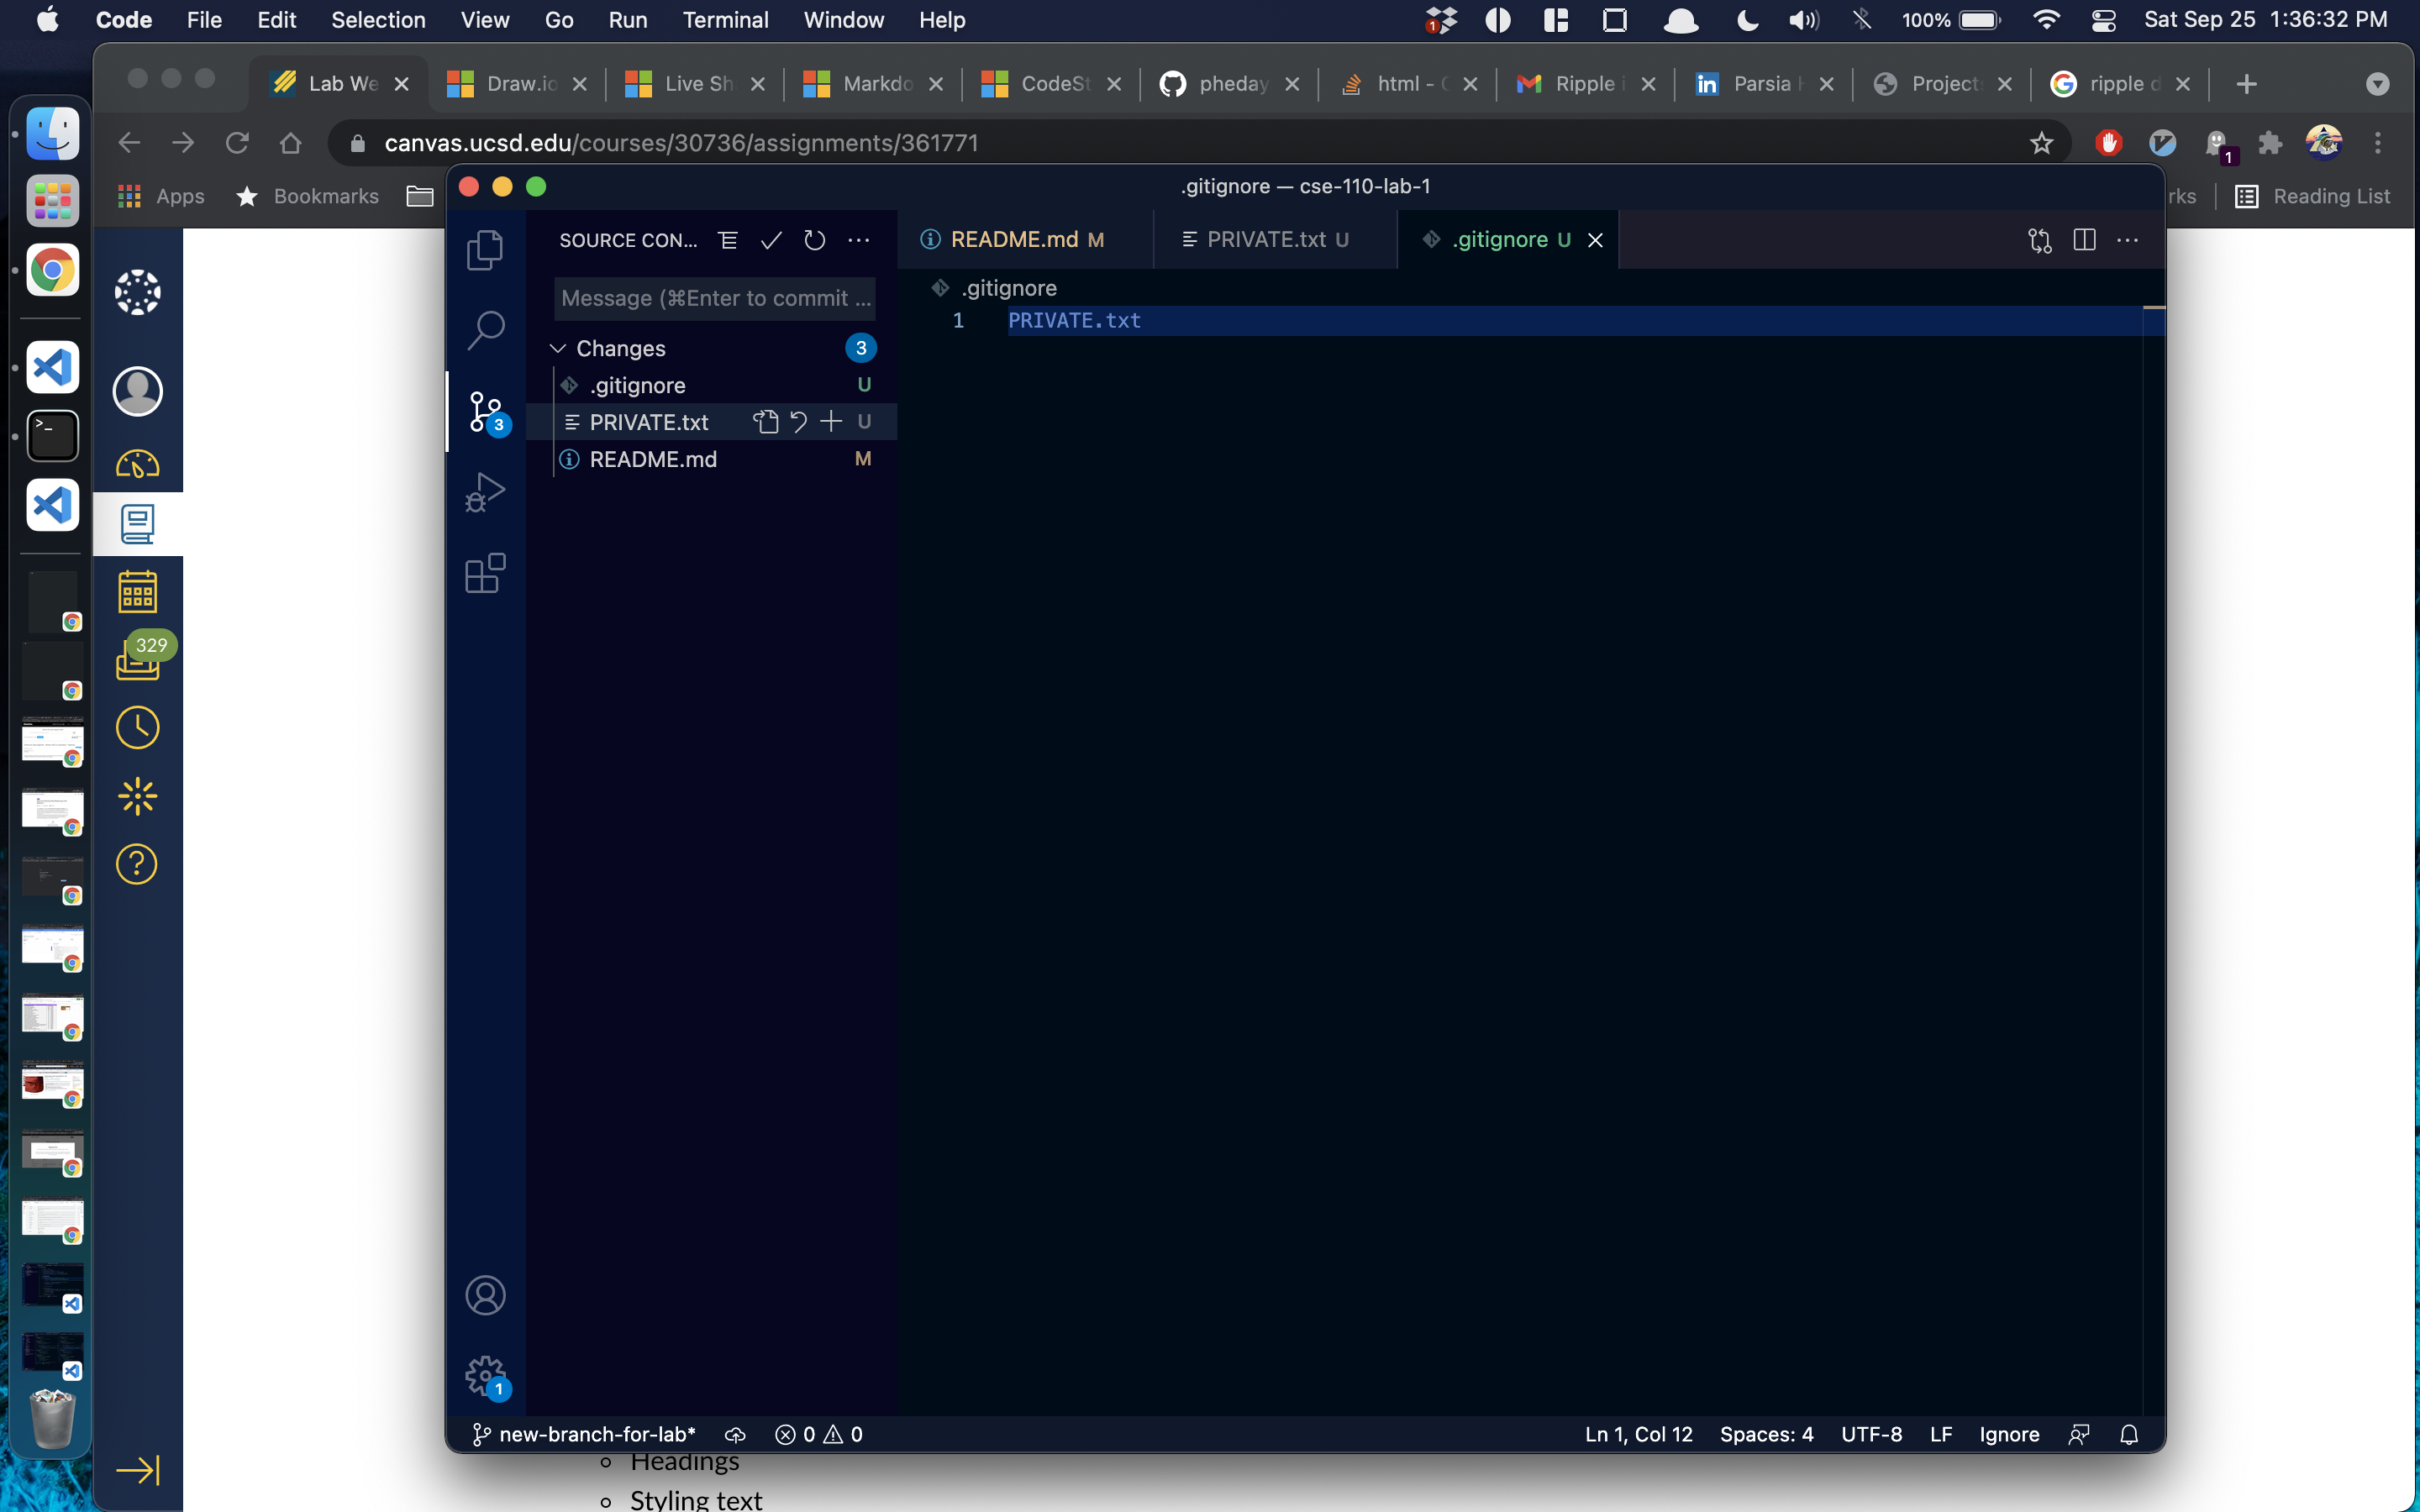 Code File Edit Selection View Go Run Terminal Window Help 1 100% Sat Sep 25 1:36:32 PM
Lab We Draw.io Live Sh Markdo CodeSt pheday html - Ripple i Parsia H Project: ripple d
canvas.ucsd.edu/courses/30736/assignments/361771
1
Apps Bookmarks rks Reading List
.gitignore — cse-110-lab-1
SOURCE CON... README.md M PRIVATE.txt U .gitignore U
Message (⌘Enter to commit ... .gitignore
1 PRIVATE.txt
Changes 3
.gitignore U
PRIVATE.txt U
3
README.md M
329
1
new-branch-for-lab* 0 0 Ln 1, Col 12 Spaces: 4 UTF-8 LF Ignore
Headings
Styling text